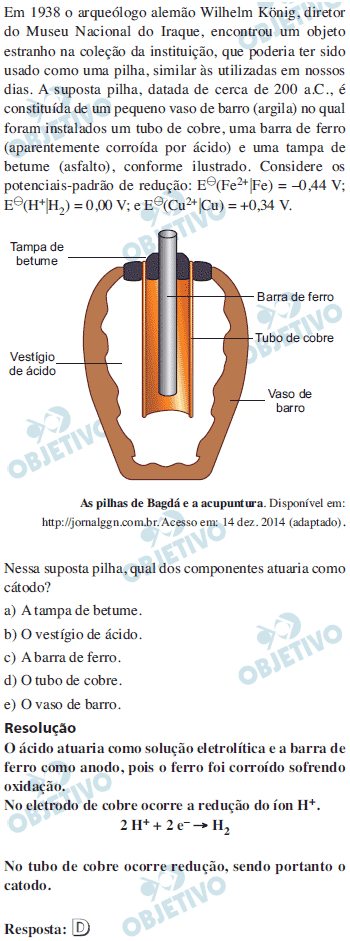 Em 1938 o arqueólogo alemão Wilhelm König, diretor
do Museu Nacional do Iraque, encontrou um objeto
estranho na coleção da instituição, que poderia ter sido
usado como uma pilha, similar às utilizadas em nossos
dias. A suposta pilha, datada de cerca de 200 a.C., é
constituída de um pequeno vaso de barro (argila) no qual
foram instalados um tubo de cobre, uma barra de ferro
(aparentemente corroída por ácido) e uma tampa de
betume (asfalto), conforme ilustrado. Considere os
potenciais-padrão de redução: E⊖(Fe²⁺|Fe) = –0,44 V;
E⊖(H⁺|H₂) = 0,00 V; e E⊖(Cu²⁺|Cu) = +0,34 V.
Tampa de
betume
Barra de ferro
Tubo de cobre
Vestígio
de ácido
Vaso de
barro
As pilhas de Bagdá e a acupuntura. Disponível em:
http://jornalggn.com.br. Acesso em: 14 dez. 2014 (adaptado).
Nessa suposta pilha, qual dos componentes atuaria como
cátodo?
a) A tampa de betume.
b) O vestígio de ácido.
c) A barra de ferro.
d) O tubo de cobre.
e) O vaso de barro.
Resolução
O ácido atuaria como solução eletrolítica e a barra de
ferro como anodo, pois o ferro foi corroído sofrendo
oxidação.
No eletrodo de cobre ocorre a redução do íon H⁺.
2 H⁺ + 2 e⁻ → H₂
No tubo de cobre ocorre redução, sendo portanto o
catodo.
Resposta: D
OBJETIVO
OBJETIVO
OBJETIVO
OBJETIVO
OBJETIVO
OBJETIVO
OBJETIVO
OBJETIVO